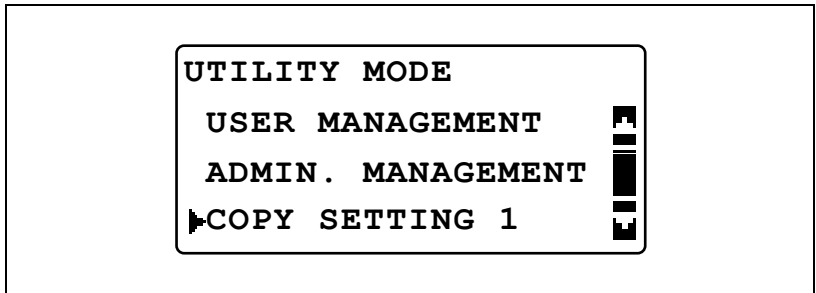 UTILITY MODE
USER MANAGEMENT
ADMIN. MANAGEMENT
COPY SETTING 1